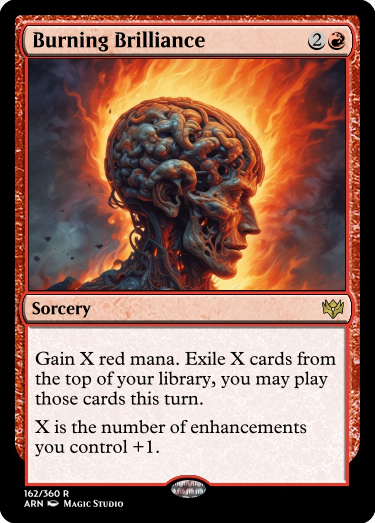 Burning Brilliance 2
Sorcery
Gain X red mana. Exile X cards from
the top of your library, you may play
those cards this turn.
X is the number of enhancements
you control +1.
162/360 R
ARN Magic Studio